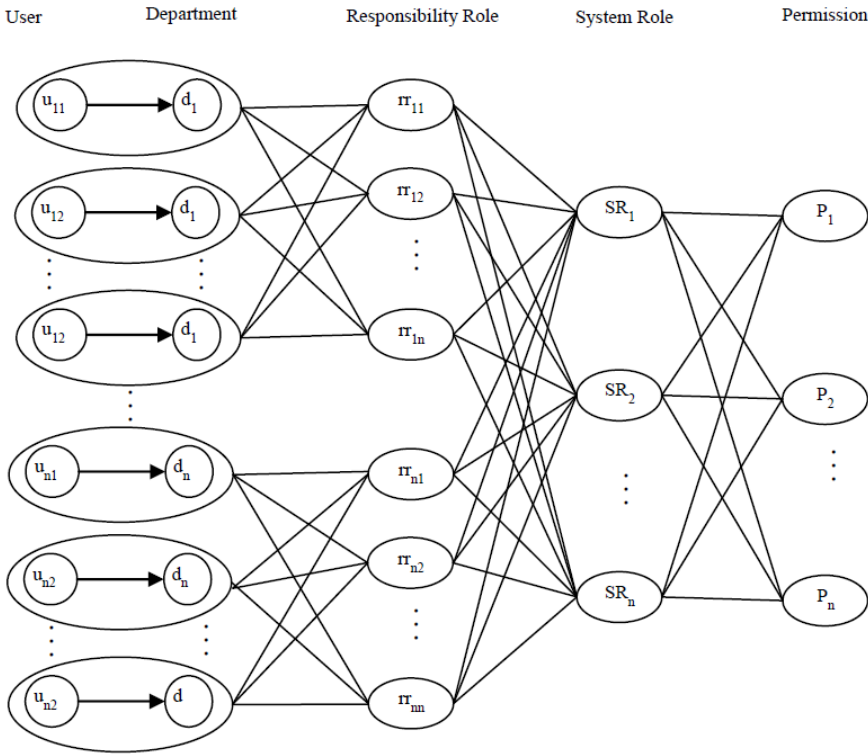 User Department Responsibility Role System Role Permission
u11 d1 rr11
u12 d1 rr12 SR1 P1
u12 d1 rr1n
SR2 P2
un1 dn rrn1
un2 dn rrn2
SRn Pn
un2 d rrnn